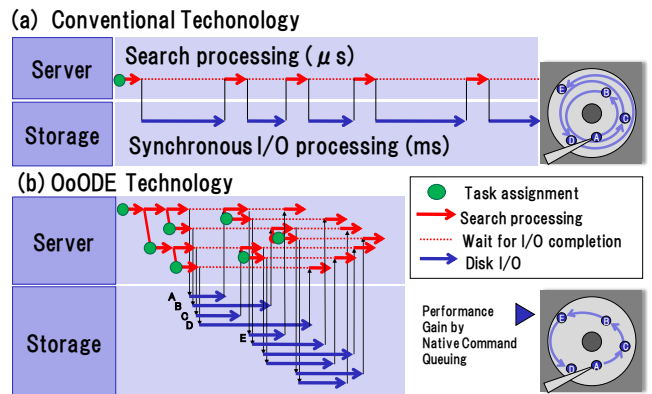 (a) Conventional Techonology
Server
Search processing (μs)
Storage
Synchronous I/O processing (ms)
E
B
C
D
A
(b) OoODE Technology
Server
Storage
A
B
C
D
E
Task assignment
Search processing
Wait for I/O completion
Disk I/O
Performance
Gain by
Native Command
Queuing
E
B
C
D
A